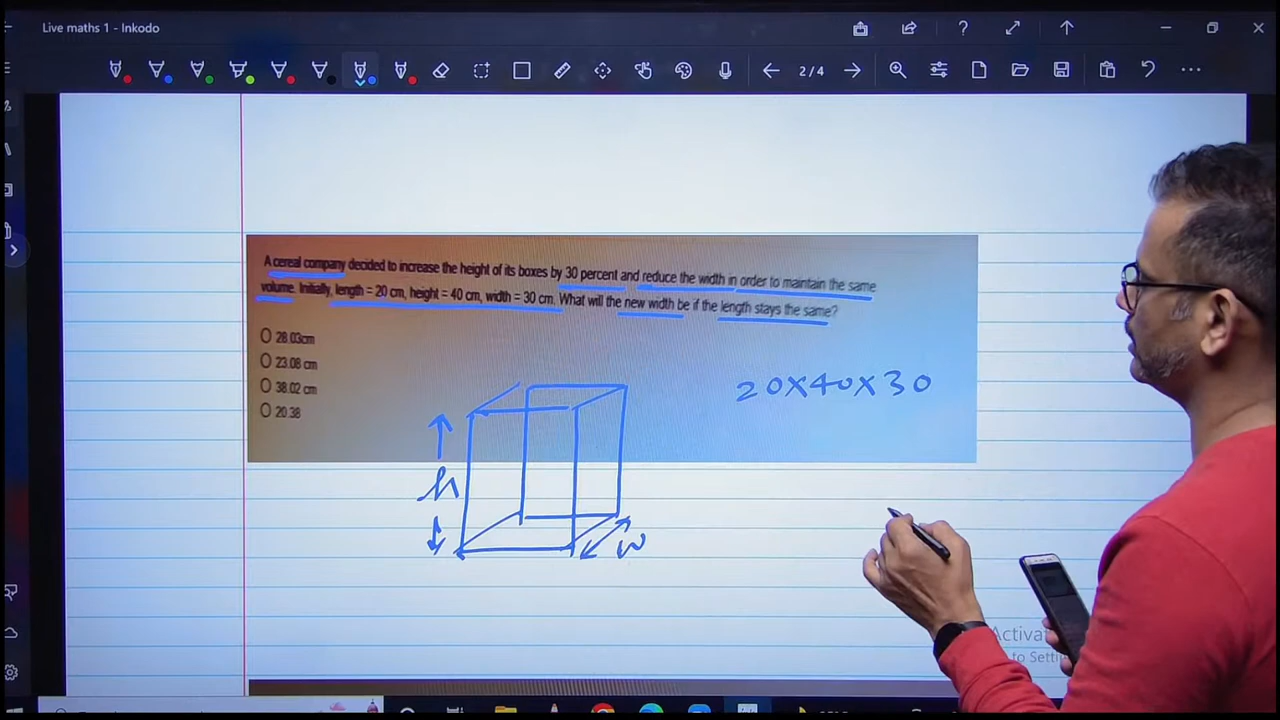 Live maths 1 - Inkodo
2/4
A cereal company decided to increase the height of its boxes by 30 percent and reduce the width in order to maintain the same
volume. Initially, length = 20 cm, height = 40 cm, width = 30 cm. What will the new width be if the length stays the same?
28.03cm
23.08 cm
38.02 cm
20.38
20X40X30
h
w
Activa
to Setti